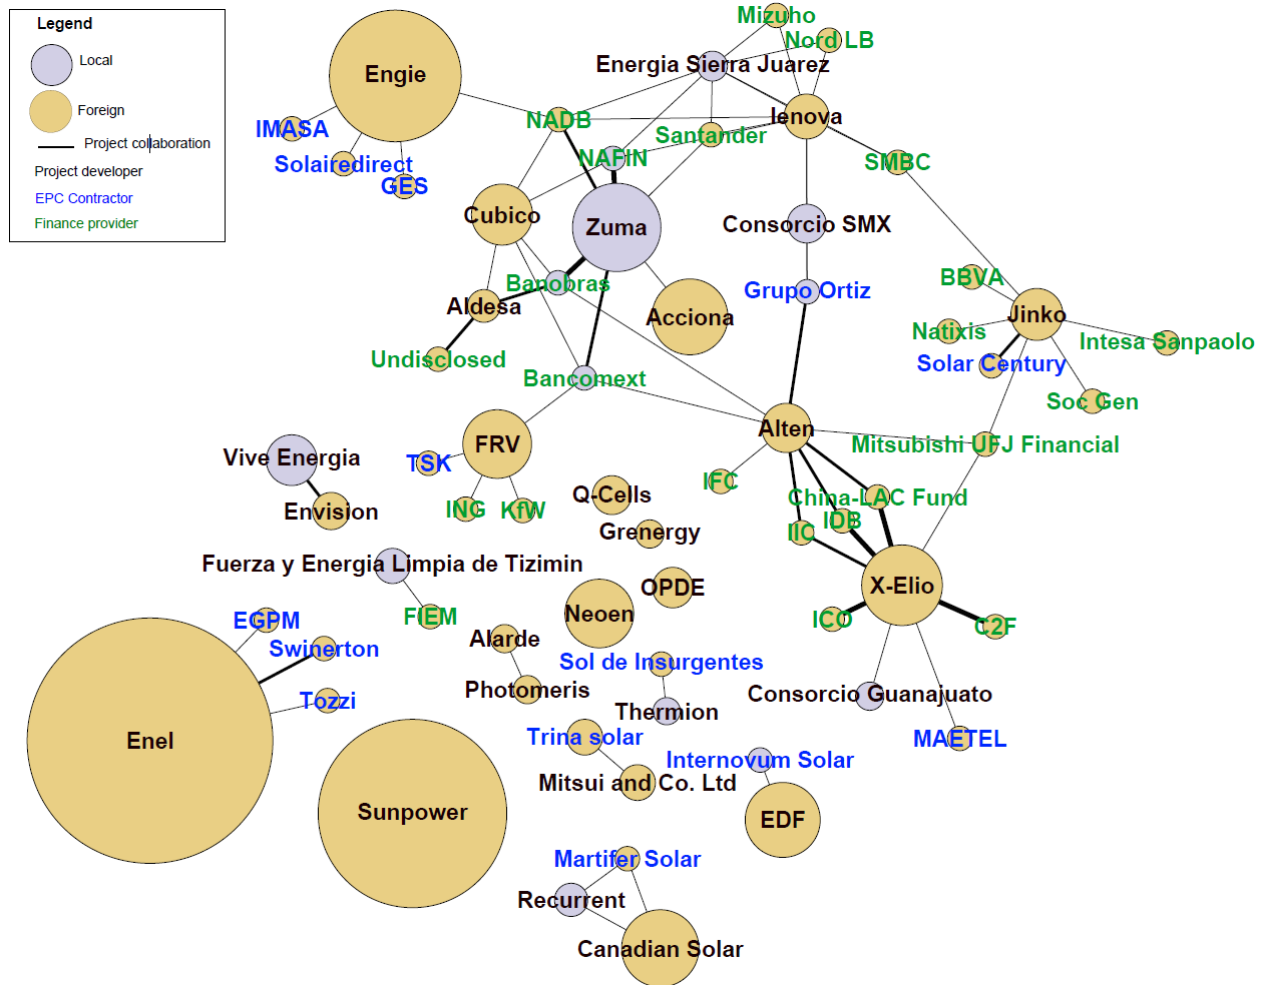 Legend
Local
Foreign
Project collaboration
Project developer
EPC Contractor
Finance provider
Mizuho
Nord LB
Energia Sierra Juarez
Engie
Ienova
NADB
IMASA
Santander
NAFIN
Solairedirect
SMBC
GES
Cubico
Zuma
Consorcio SMX
BBVA
Banobras
Grupo Ortiz
Aldesa
Acciona
Jinko
Natixis
Intesa Sanpaolo
Undisclosed
Solar Century
Bancomext
Soc Gen
Alten
FRV
Mitsubishi UFJ Financial
Vive Energia
TSK
IFC
Q-Cells
China-LAC Fund
Envision
ING
KfW
IDB
Grenergy
IIC
Fuerza y Energia Limpia de Tizimin
OPDE
X-Elio
Neoen
FIEM
EGPM
ICO
C2F
Alarde
Swinerton
Sol de Insurgentes
Photomeris
Consorcio Guanajuato
Tozzi
Thermion
Enel
Trina solar
MAETEL
Internovum Solar
Mitsui and Co. Ltd
Sunpower
EDF
Martifer Solar
Recurrent
Canadian Solar